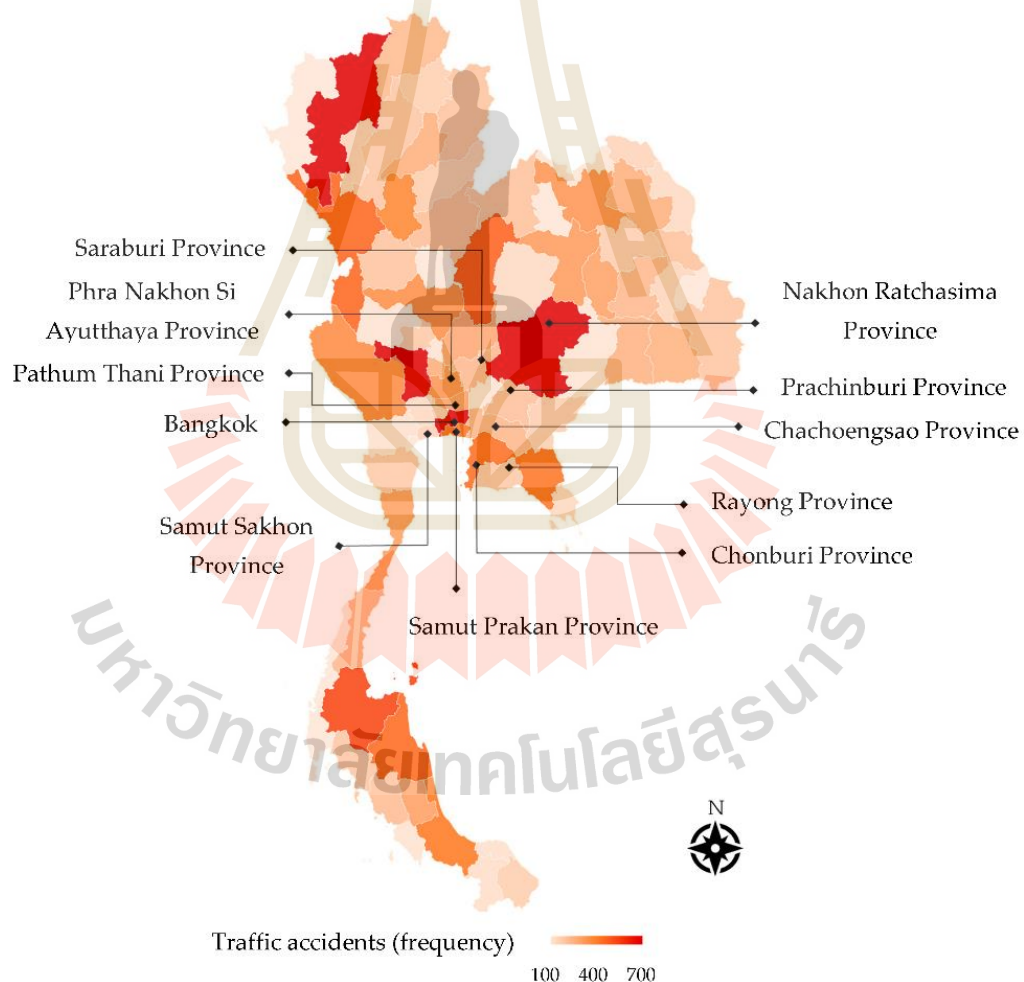 Saraburi Province
Phra Nakhon Si
Ayutthaya Province
Pathum Thani Province
Bangkok
Samut Sakhon
Province
Samut Prakan Province
Nakhon Ratchasima
Province
Prachinburi Province
Chachoengsao Province
Rayong Province
Chonburi Province
มหาวิทยาลัยเทคโนโลยีสุรนารี
N
Traffic accidents (frequency)
100 400 700